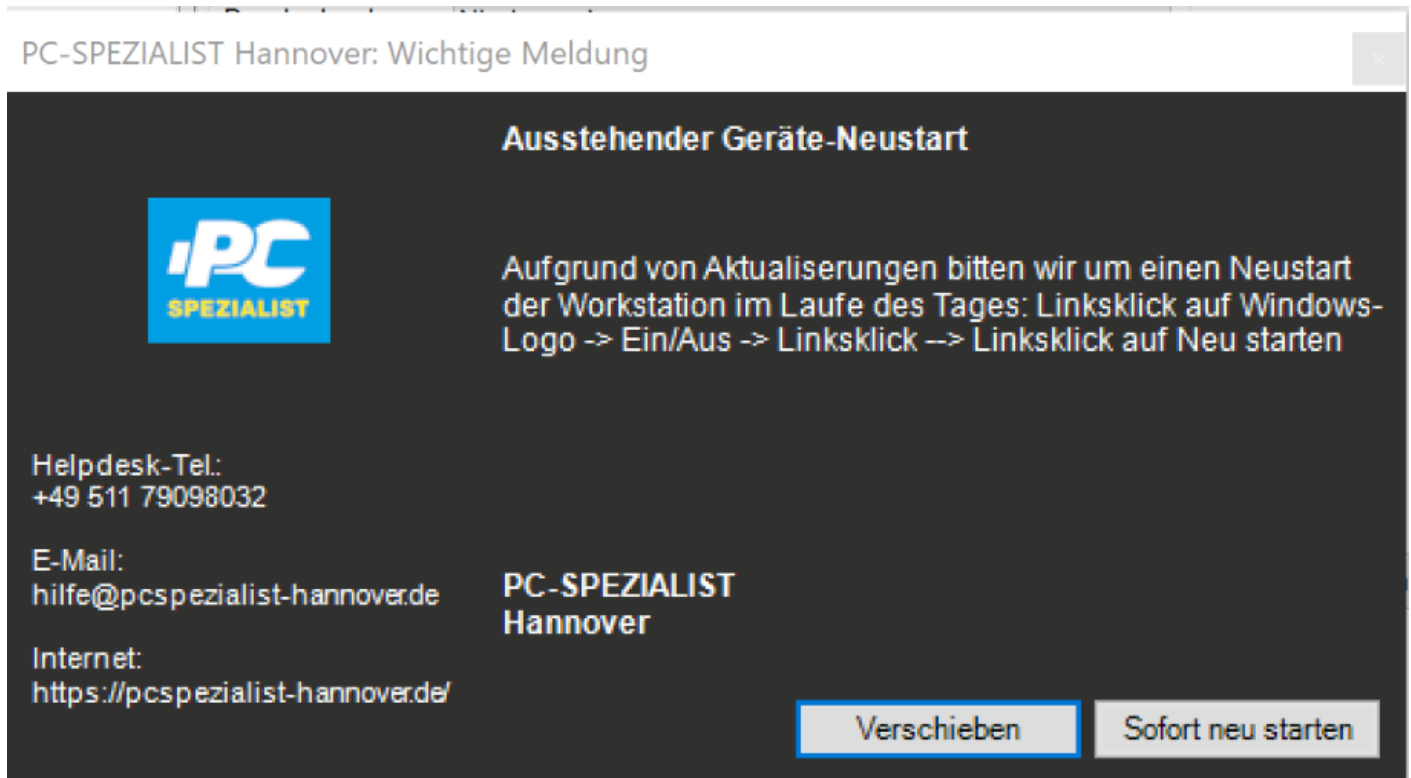 PC-SPEZIALIST Hannover: Wichtige Meldung
Ausstehender Geräte-Neustart
PC
SPEZIALIST
Aufgrund von Aktualiserungen bitten wir um einen Neustart
der Workstation im Laufe des Tages: Linksklick auf Windows-
Logo -> Ein/Aus -> Linksklick --> Linksklick auf Neu starten
Helpdesk-Tel.:
+49 511 79098032
E-Mail:
hilfe@pcspezialist-hannover.de
Internet:
https://pcspezialist-hannover.de/
PC-SPEZIALIST
Hannover
Verschieben
Sofort neu starten